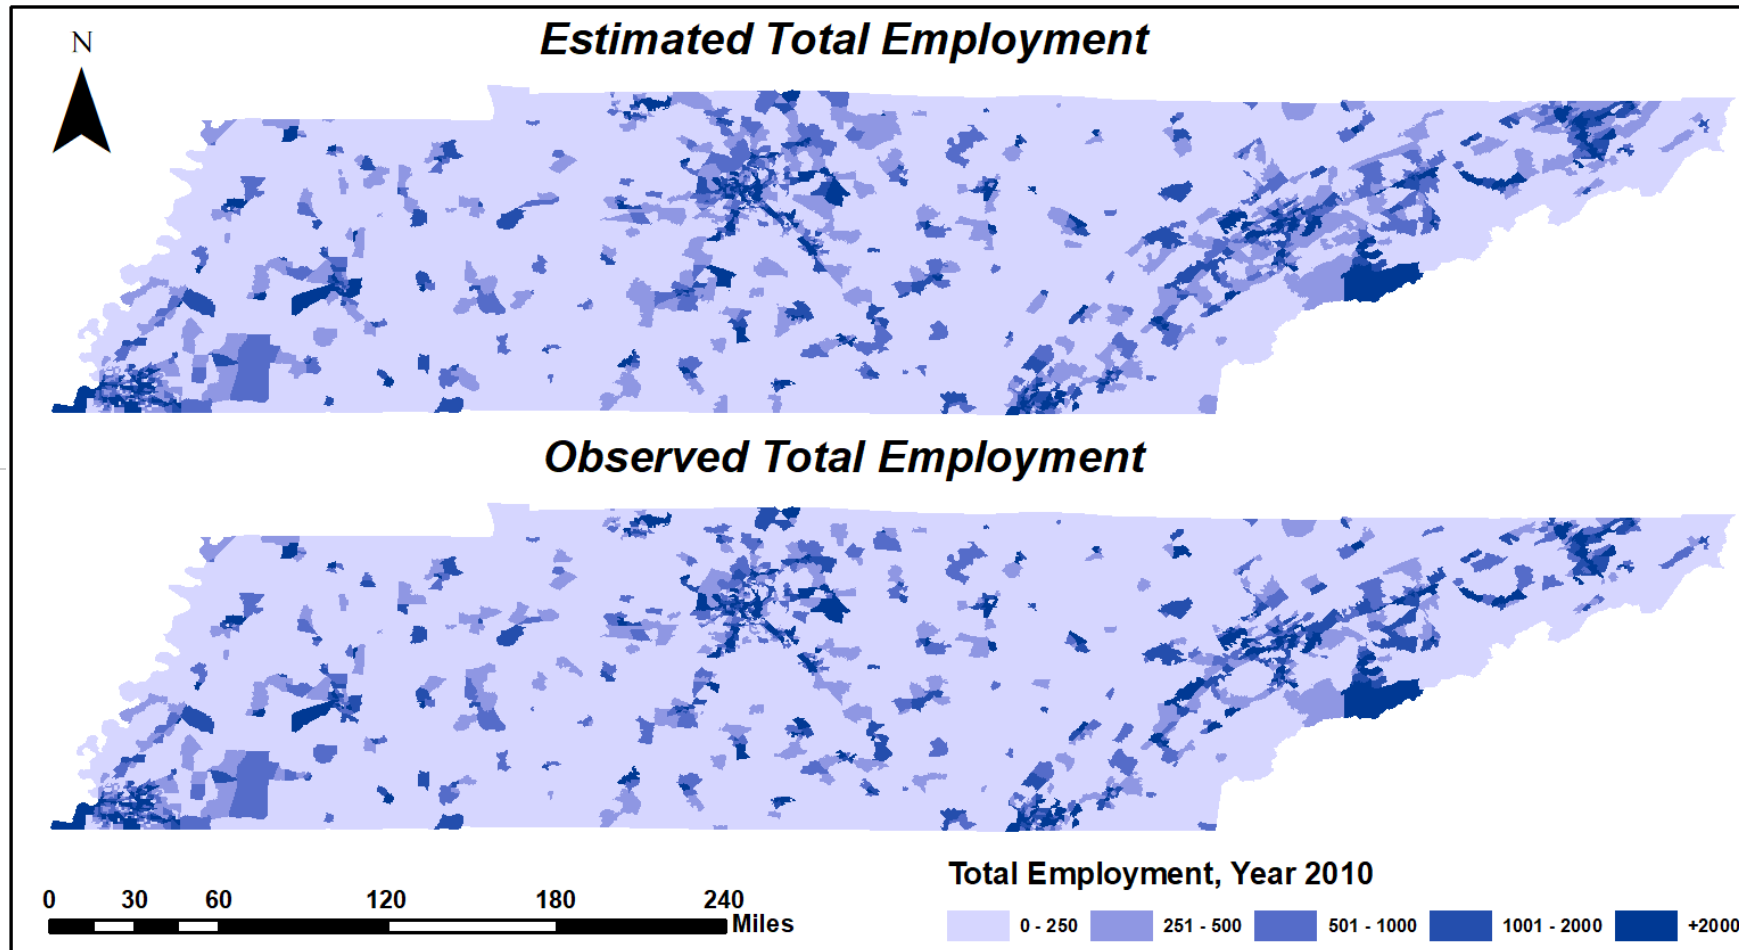 Estimated Total Employment
N
Observed Total Employment
Total Employment, Year 2010
0 30 60 120 180 240
Miles
0 - 250 251 - 500 501 - 1000 1001 - 2000 +2000